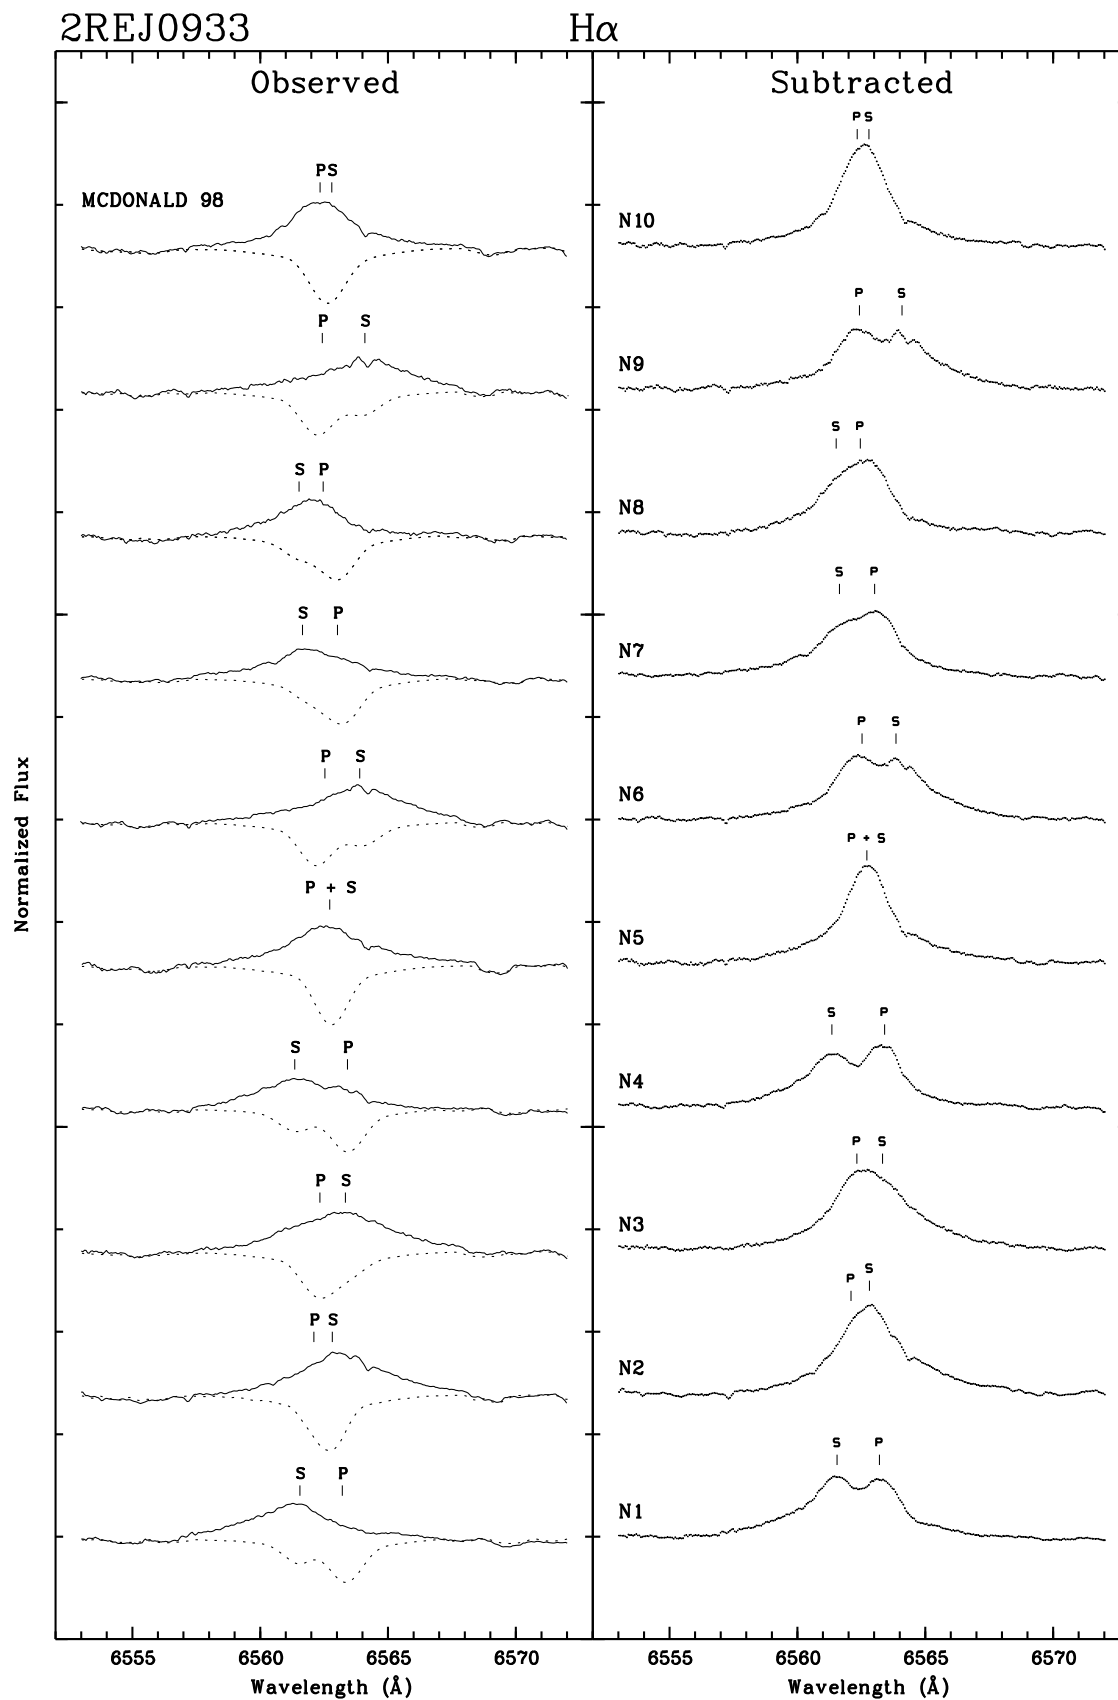 2REJ0933 Hα
Observed Subtracted
P S
P S
MCDONALD 98
N10
P S
P S
N9
S P
S P
N8
S P
S P
N7
P S
P S
N6
P + S
P + S
N5
S P
S P
N4
P S
P S
N3
P S
P S
N2
S P
S P
N1
Normalized Flux
6555 6560 6565 6570 6555 6560 6565 6570
Wavelength (Å) Wavelength (Å)